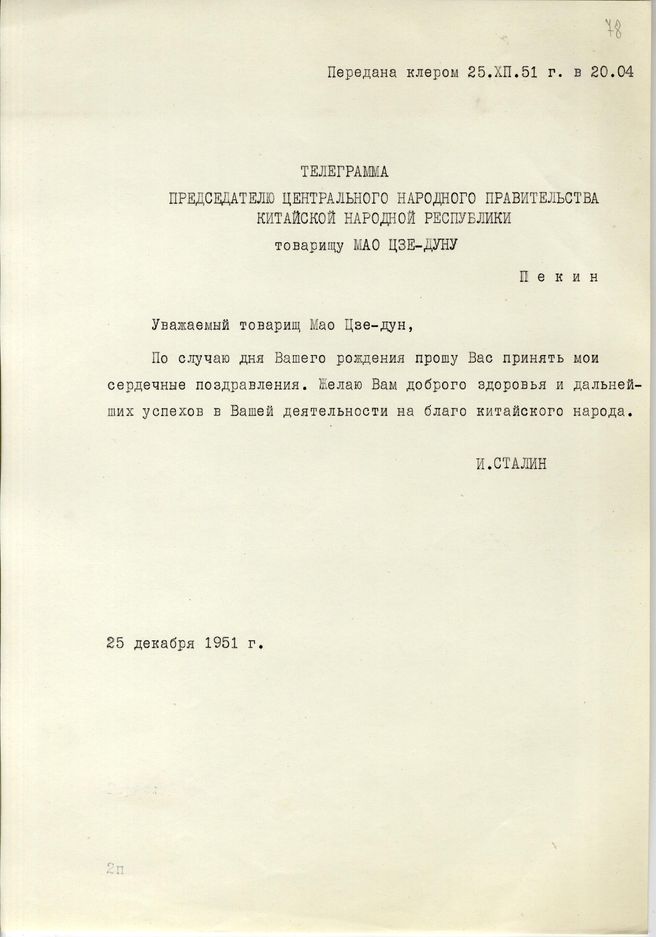 78
Передана клером 25.ХП.51 г. в 20.04
ТЕЛЕГРАММА
ПРЕДСЕДАТЕЛЮ ЦЕНТРАЛЬНОГО НАРОДНОГО ПРАВИТЕЛЬСТВА
КИТАЙСКОЙ НАРОДНОЙ РЕСПУБЛИКИ
товарищу МАО ЦЗЕ-ДУНУ
П е к и н
Уважаемый товарищ Мао Цзе-дун,
По случаю дня Вашего рождения прошу Вас принять мои
сердечные поздравления. Желаю Вам доброго здоровья и дальней-
ших успехов в Вашей деятельности на благо китайского народа.
И.СТАЛИН
25 декабря 1951 г.
2п